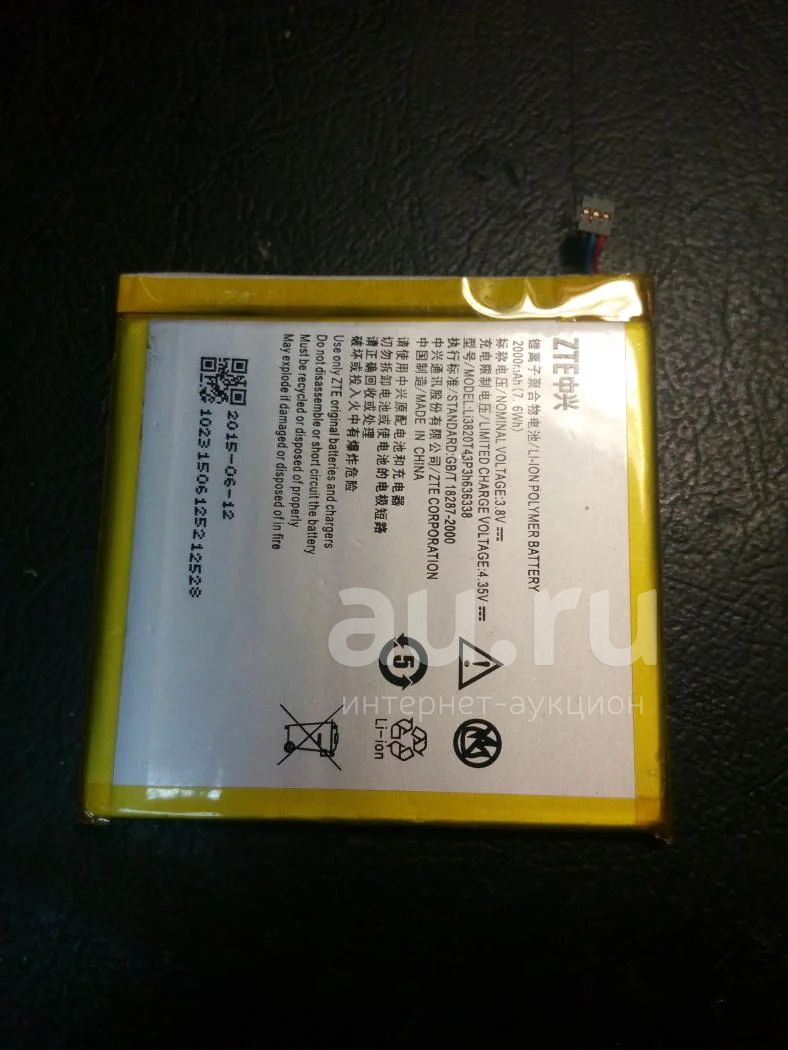 ZTE中兴
锂离子聚合物电池/LI-ION POLYMER BATTERY
2000mAh(7.6Wh)
标称电压/NOMINAL VOLTAGE:3.8V
充电限制电压/LIMITED CHARGE VOLTAGE:4.35V
型号/MODEL:Li3820T43P3h636338
执行标准/STANDARD:GB/T18287-2000
中兴通讯股份有限公司/ZTE CORPORATION
中国制造/MADE IN CHINA
请使用中兴原配电池和充电器
切勿拆卸电池或使电池的电极短路
请正确回收或处理
破坏或投入火中有爆炸危险
Use only ZTE original batteries and chargers
Do not disassemble or short circuit the battery
Must be recycled or disposed of properly
May explode if damaged or disposed of in fire
2015-06-12
1023150612521​2528
5
Li-ion
au.ru
интернет-аукцион